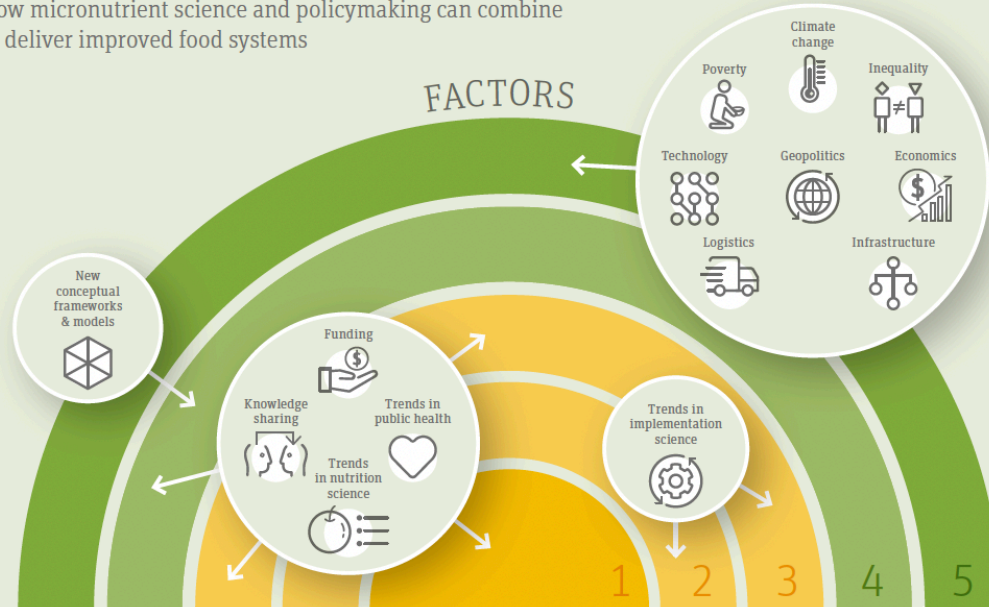 ow micronutrient science and policymaking can combine
deliver improved food systems
FACTORS
Climate
change
Poverty
Inequality
≠
Technology
Geopolitics
Economics
$
Logistics
Infrastructure
New
conceptual
frameworks
& models
Funding
$
Knowledge
sharing
Trends in
public health
Trends
in nutrition
science
Trends in
implementation
science
1
2
3
4
5